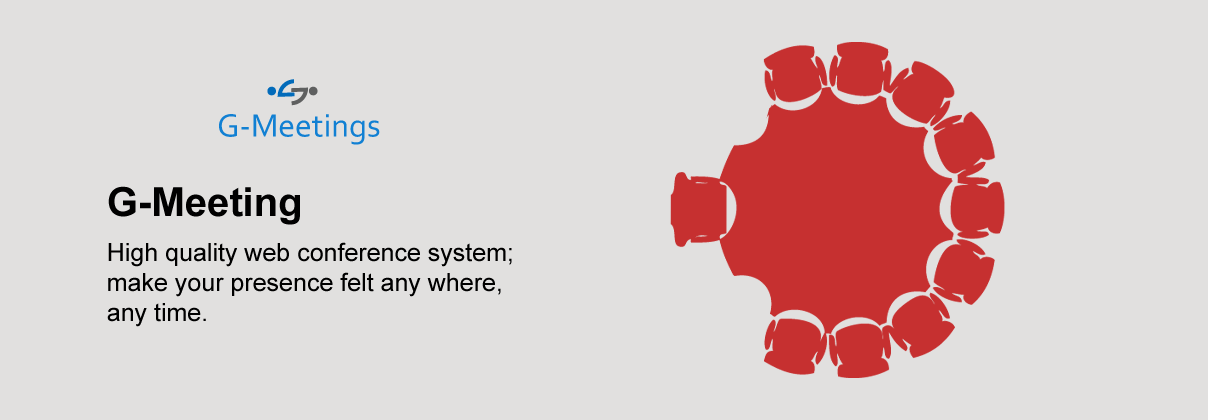 G-Meetings
G-Meeting
High quality web conference system;
make your presence felt any where,
any time.